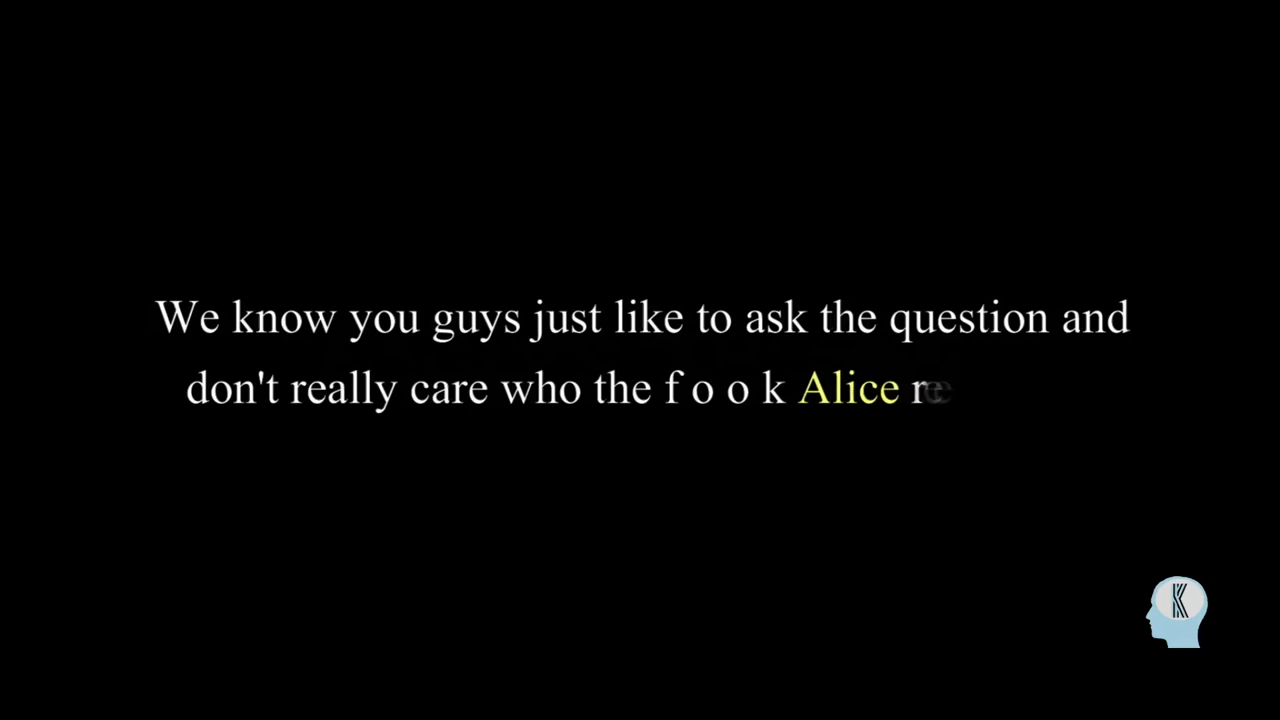 We know you guys just like to ask the question and
don't really care who the f o o k Alice
K